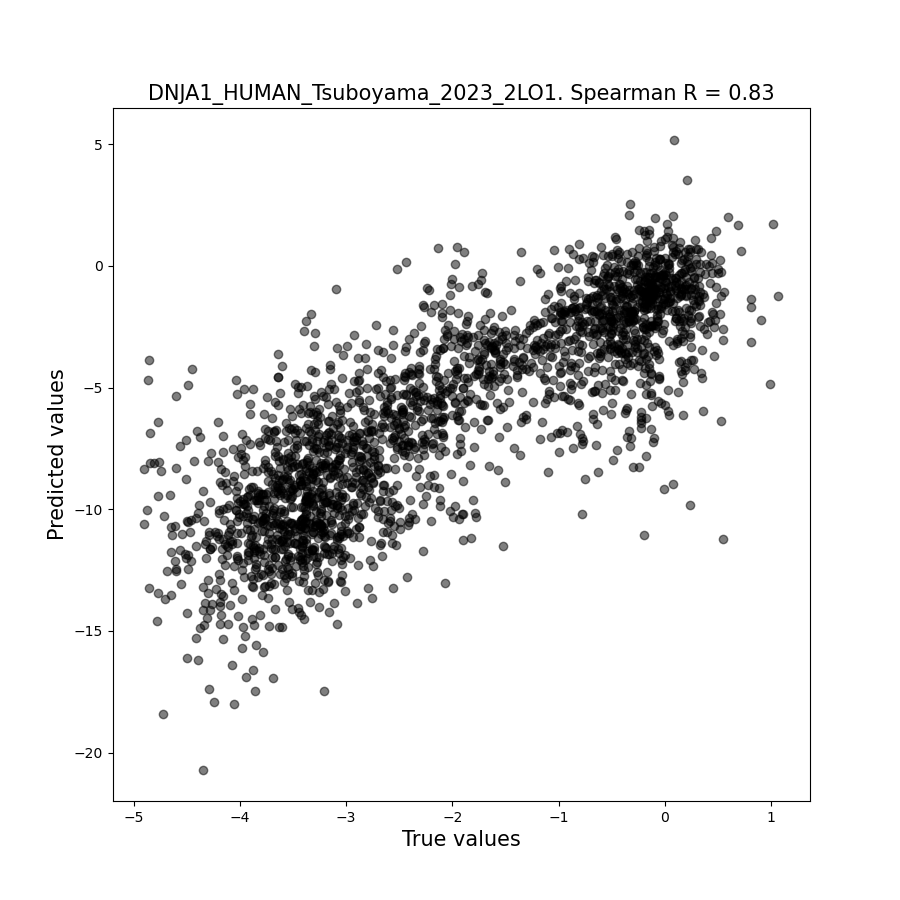 DNJA1_HUMAN_Tsuboyama_2023_2LO1. Spearman R = 0.83
5
0
−5
−10
−15
−20
Predicted values
−5 −4 −3 −2 −1 0 1
True values